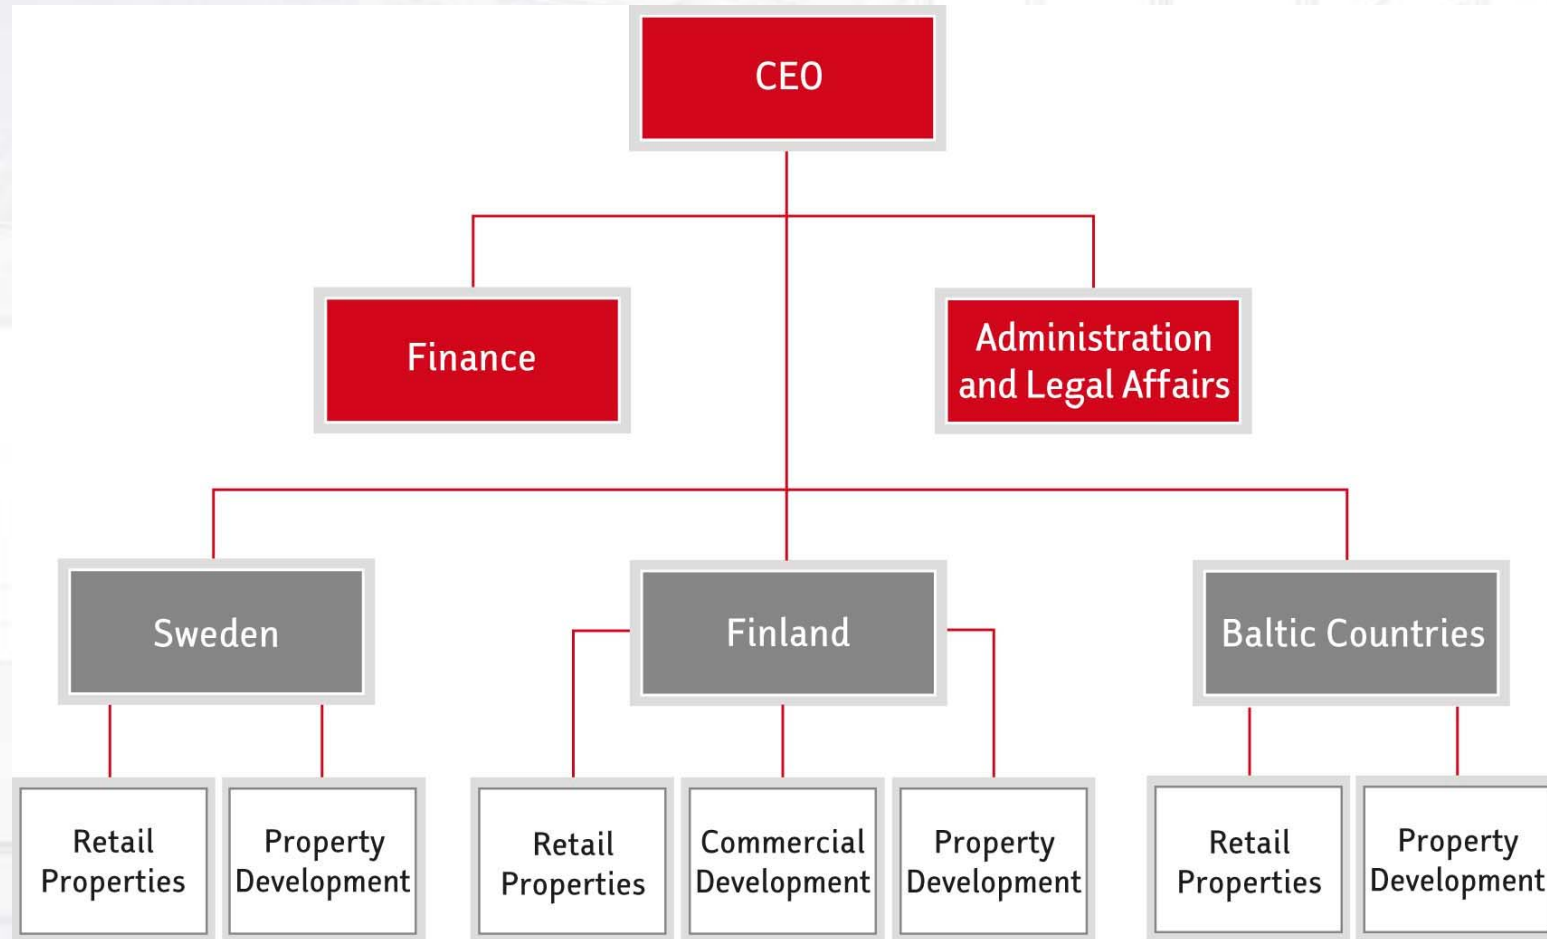 CEO
Finance
Administration
and Legal Affairs
Sweden
Finland
Baltic Countries
Retail
Properties
Property
Development
Retail
Properties
Commercial
Development
Property
Development
Retail
Properties
Property
Development